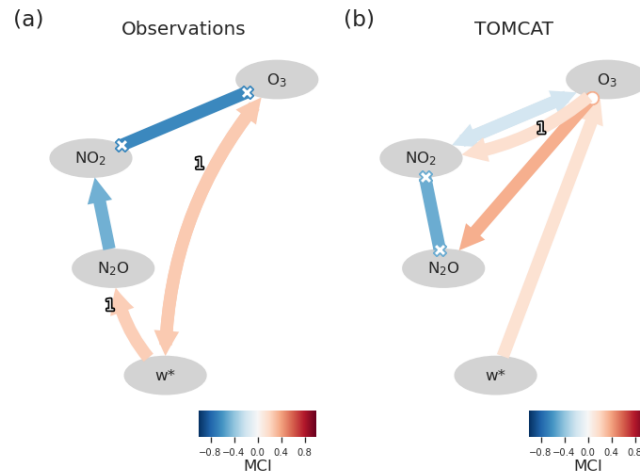 (a)
Observations
O₃
NO₂
1
N₂O
1
w*
−0.8 −0.4 0.0 0.4 0.8
MCI
(b)
TOMCAT
O₃
1
NO₂
N₂O
w*
−0.8 −0.4 0.0 0.4 0.8
MCI